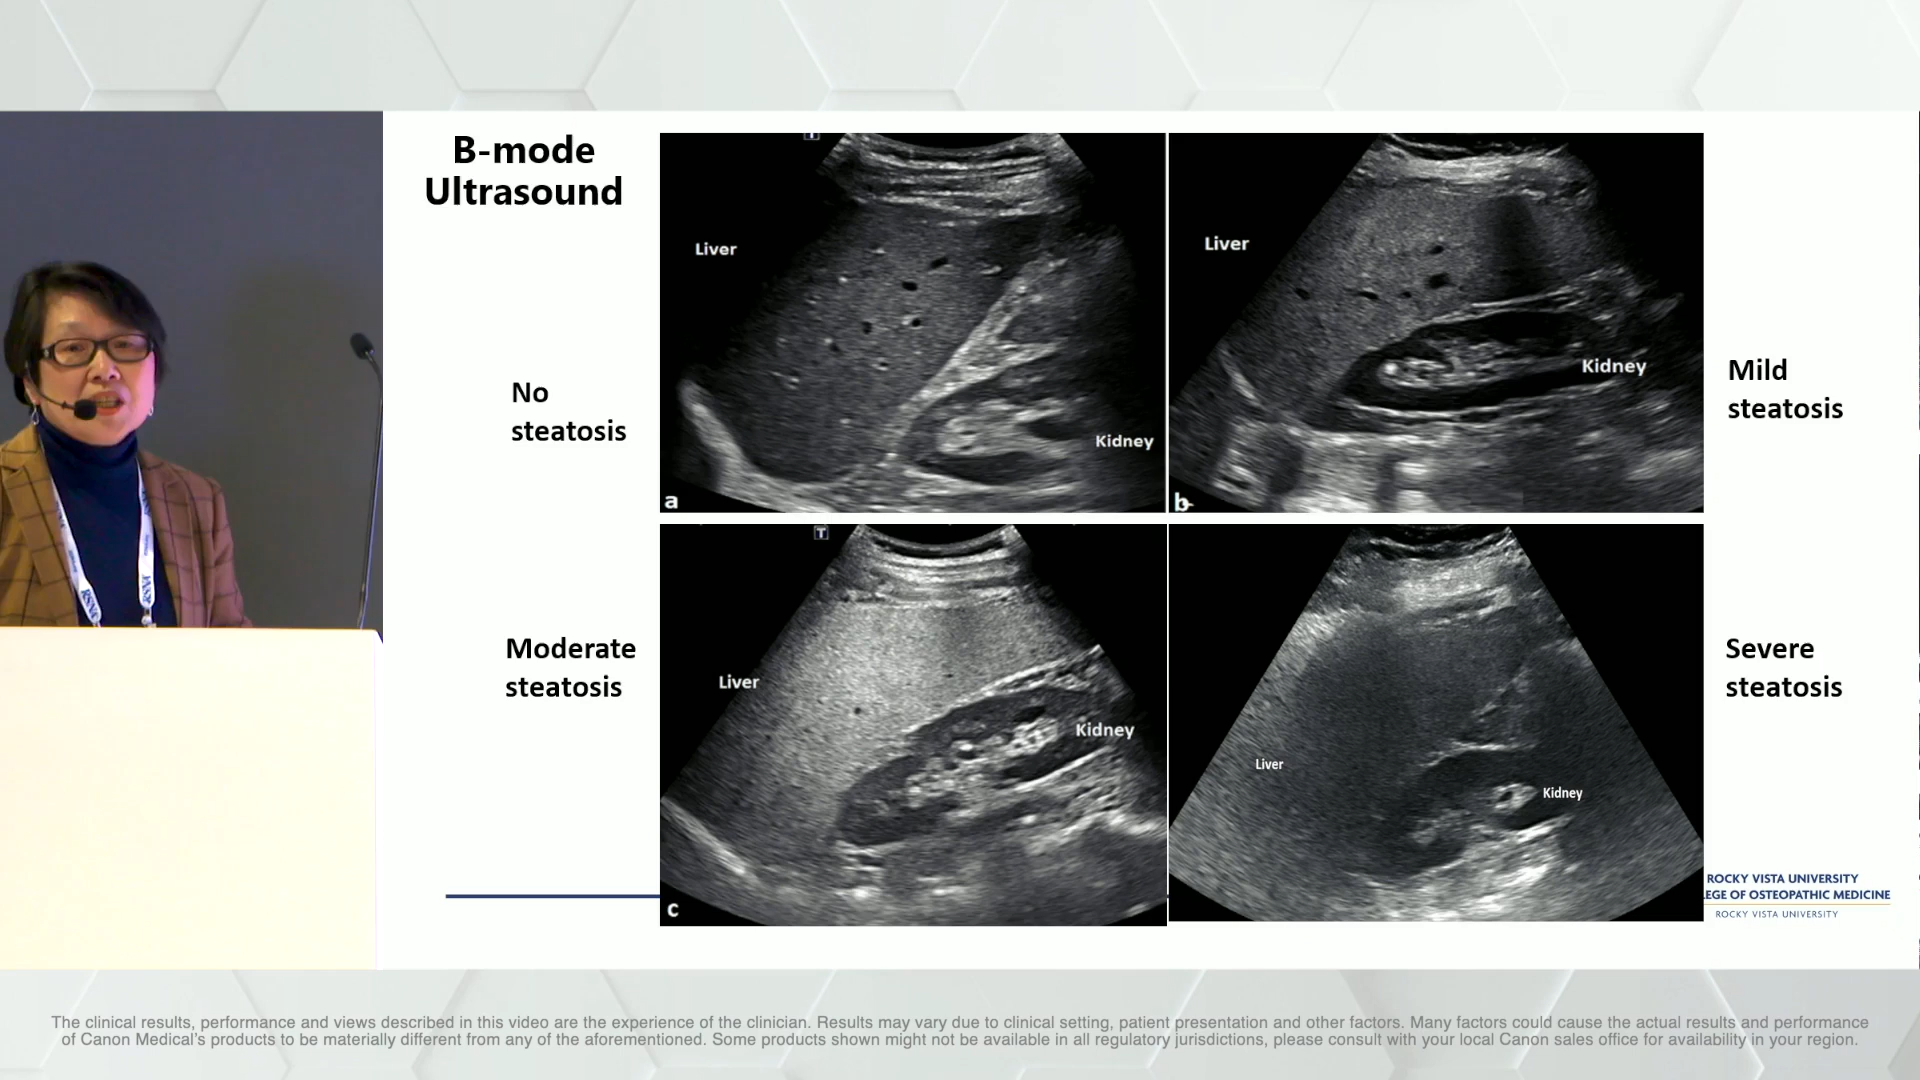 B-mode
Ultrasound
T
Liver
Kidney
a
Liver
Kidney
b
No
steatosis
Mild
steatosis
T
Liver
Kidney
c
Liver
Kidney
Moderate
steatosis
Severe
steatosis
RSNA
RSNA
ROCKY VISTA UNIVERSITY
EGE OF OSTEOPATHIC MEDICINE
ROCKY VISTA UNIVERSITY
The clinical results, performance and views described in this video are the experience of the clinician. Results may vary due to clinical setting, patient presentation and other factors. Many factors could cause the actual results and performance
of Canon Medical's products to be materially different from any of the aforementioned. Some products shown might not be available in all regulatory jurisdictions, please consult with your local Canon sales office for availability in your region.